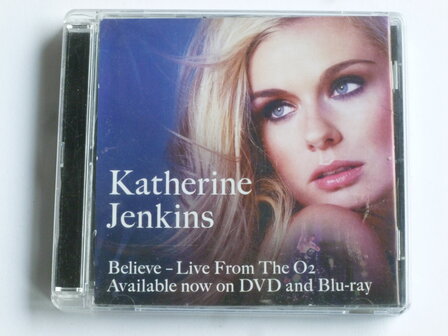 Katherine
Jenkins
Believe – Live From The O2
Available now on DVD and Blu-ray